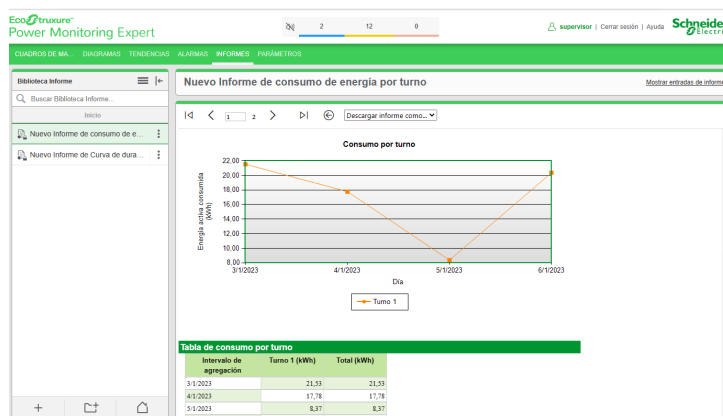 EcoStruxure™
Power Monitoring Expert
2 12 0
supervisor | Cerrar sesión | Ayuda
Schneider
Electric
CUADROS DE MA... DIAGRAMAS TENDENCIAS ALARMAS INFORMES PARÁMETROS
Biblioteca Informe
Buscar Biblioteca Informe...
Inicio
Nuevo Informe de consumo de e...
Nuevo Informe de Curva de dura...
Nuevo Informe de consumo de energía por turno
Mostrar entradas de informe
1 2 Descargar informe como...
Consumo por turno
Energía activa consumida
(kWh)
22,00
20,00
18,00
16,00
14,00
12,00
10,00
8,00
3/1/2023 4/1/2023 5/1/2023 6/1/2023
Día
Turno 1
Tabla de consumo por turno
Intervalo de agregación Turno 1 (kWh) Total (kWh)
3/1/2023 21,53 21,53
4/1/2023 17,78 17,78
5/1/2023 8,37 8,37